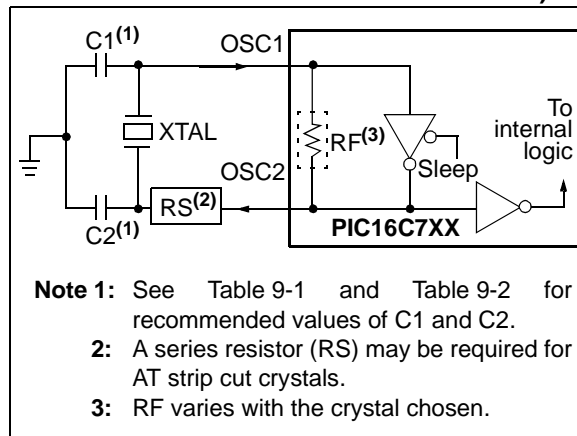 C1(1)
OSC1
XTAL
RF(3)
To
internal
logic
Sleep
OSC2
RS(2)
C2(1)
PIC16C7XX
Note 1: See Table 9-1 and Table 9-2 for
recommended values of C1 and C2.
2: A series resistor (RS) may be required for
AT strip cut crystals.
3: RF varies with the crystal chosen.